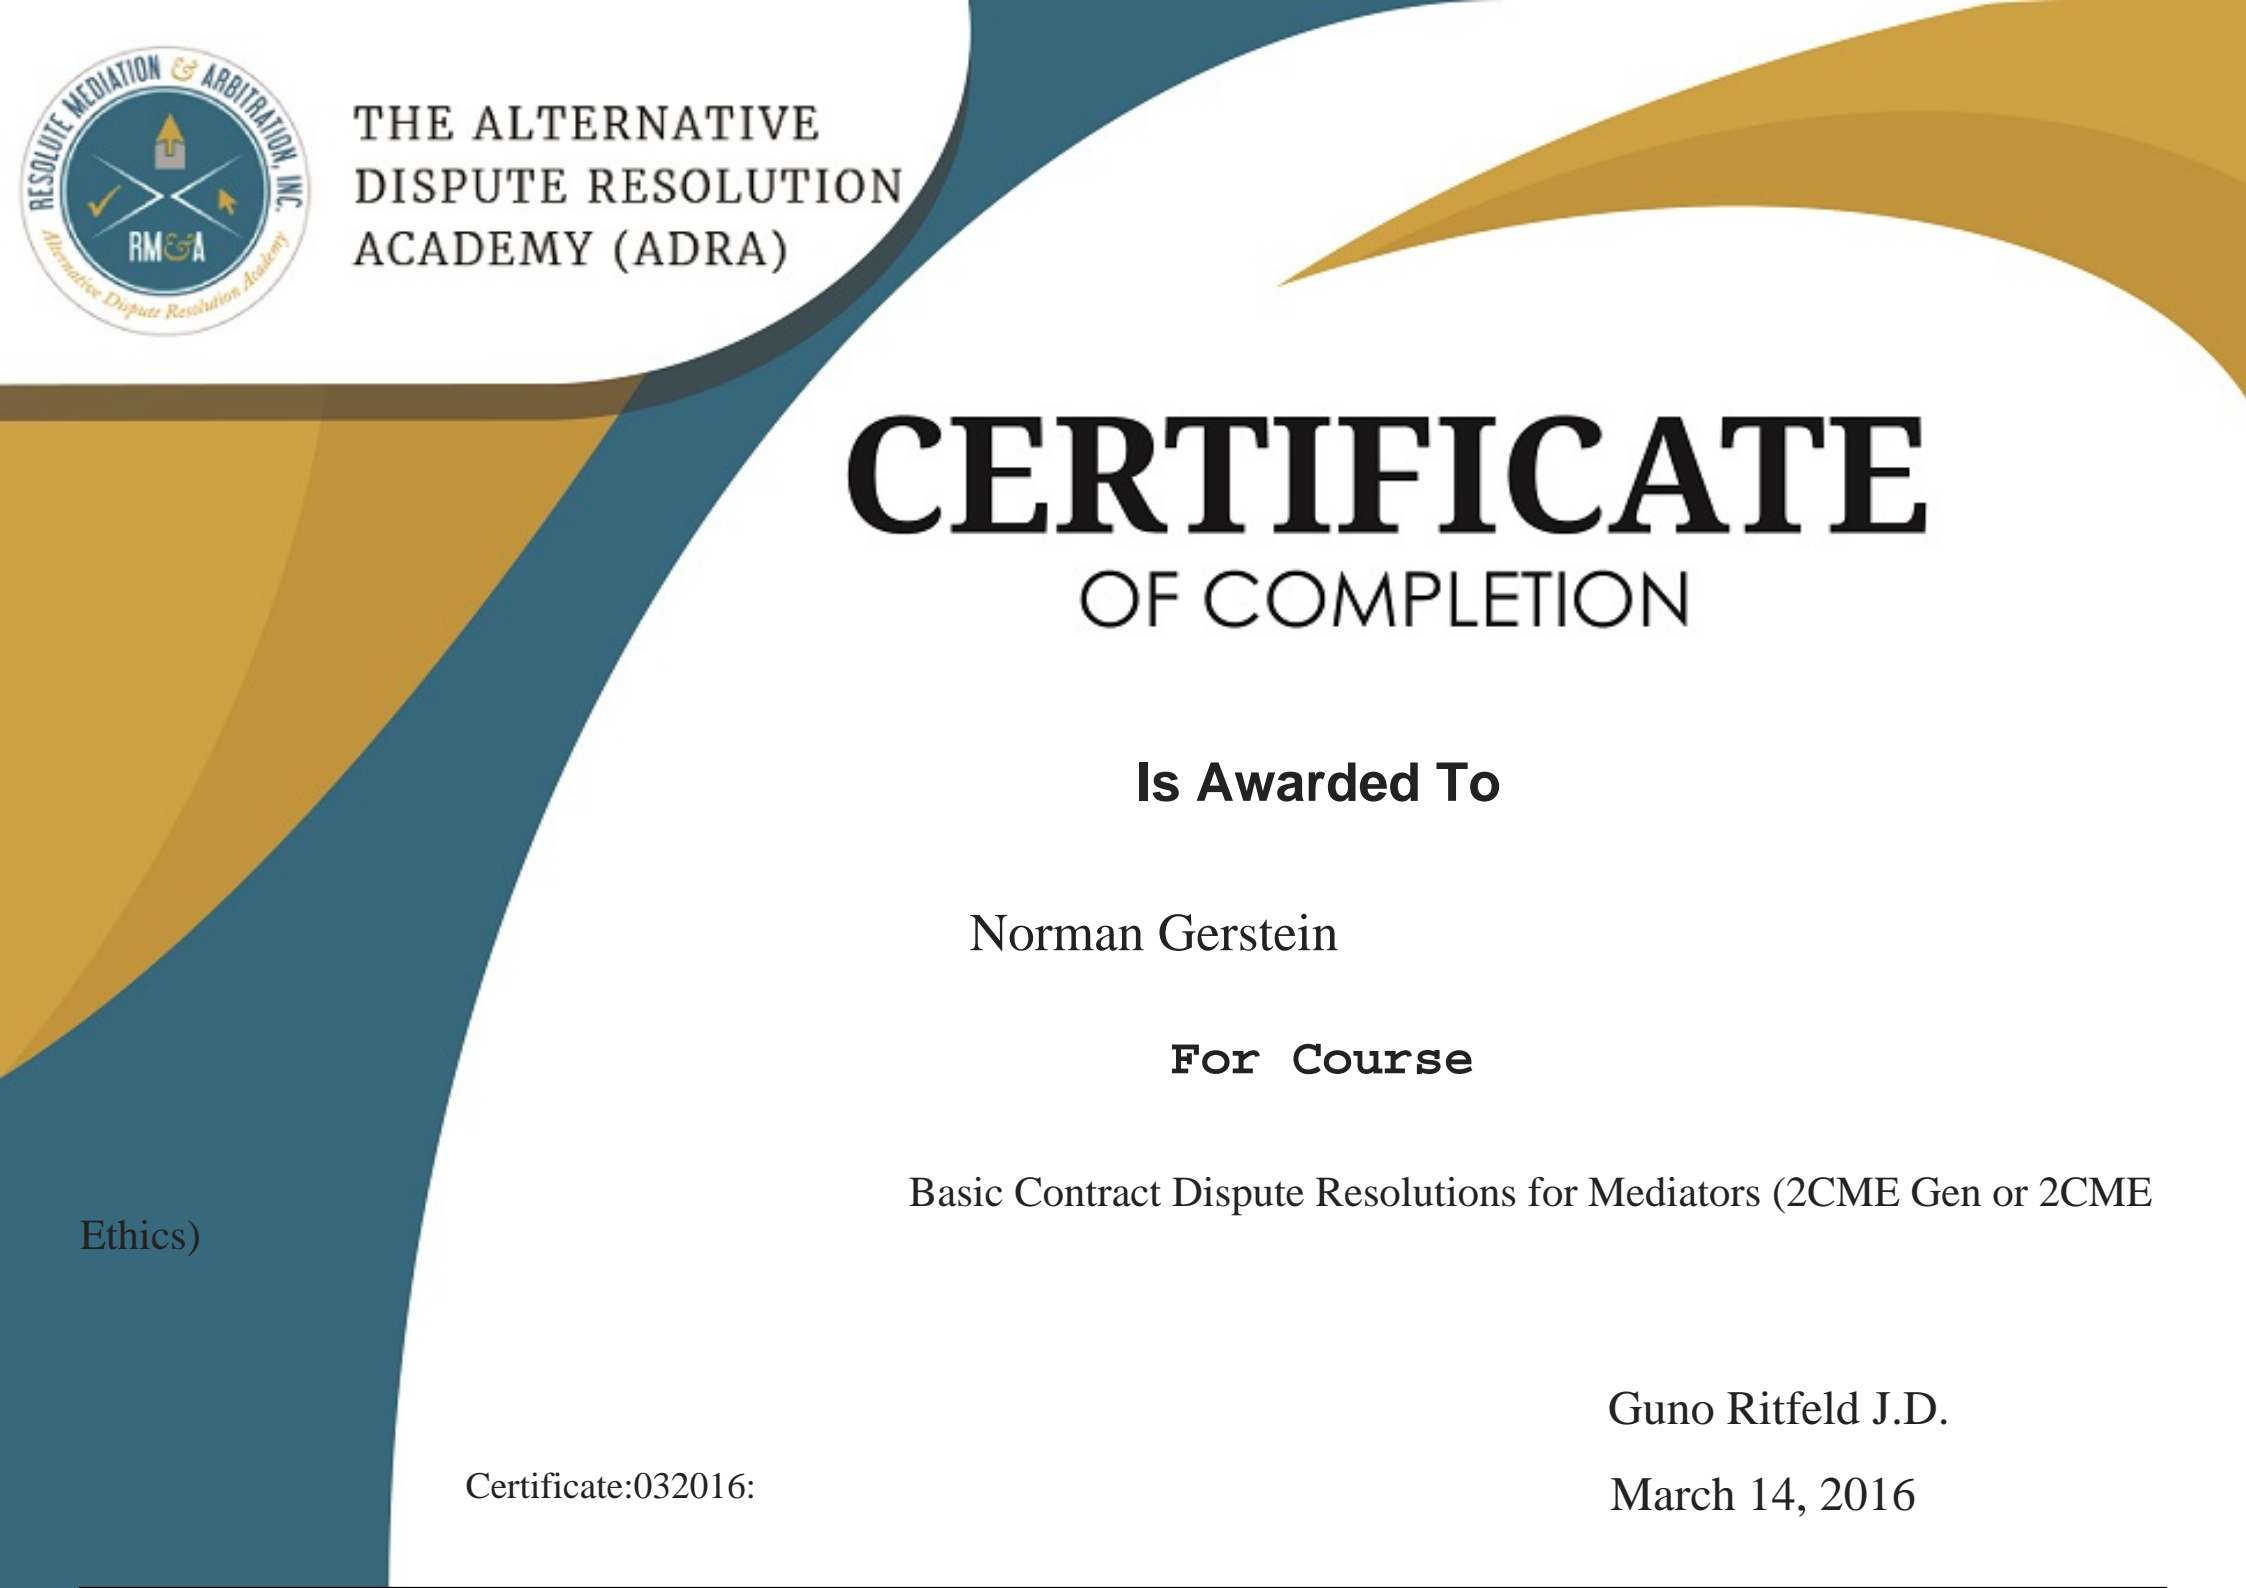 RESOLUTE MEDIATION & ARBITRATION, INC.
RM&A
Alternative Dispute Resolution Academy
THE ALTERNATIVE
DISPUTE RESOLUTION
ACADEMY (ADRA)
CERTIFICATE
OF COMPLETION
Is Awarded To
Norman Gerstein
For Course
Basic Contract Dispute Resolutions for Mediators (2CME Gen or 2CME
Ethics)
Guno Ritfeld J.D.
Certificate:032016:
March 14, 2016